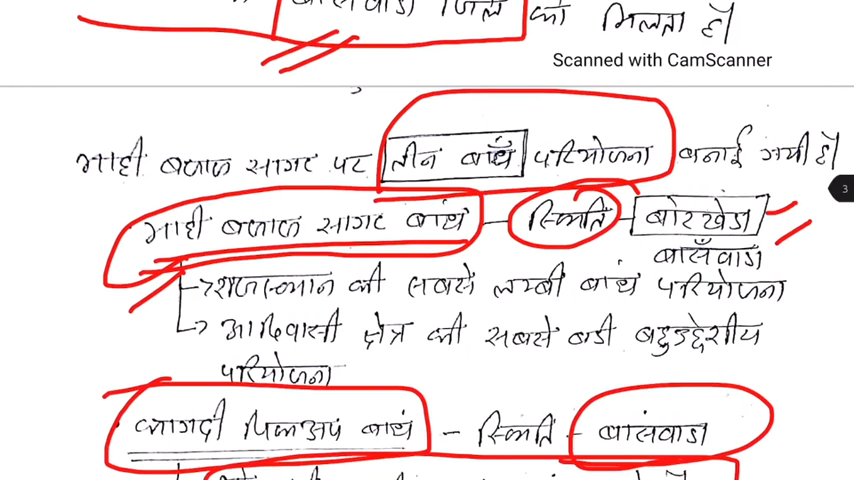 बांसवाडा जिले को मिलता है।
Scanned with CamScanner
माही बजाज सागर पर तीन बाँध परियोजना बनाई गयी है।
माही बजाज सागर बांध - स्थिति - बोरखेडा
बाँसवाडा
→ राजस्थान की सबसे लम्बी बांध परियोजना
→ आदिवासी क्षेत्र की सबसे बडी बहुउद्देशीय
परियोजना
कागदी पिकअप बांध - स्थिति - बांसवाडा
3